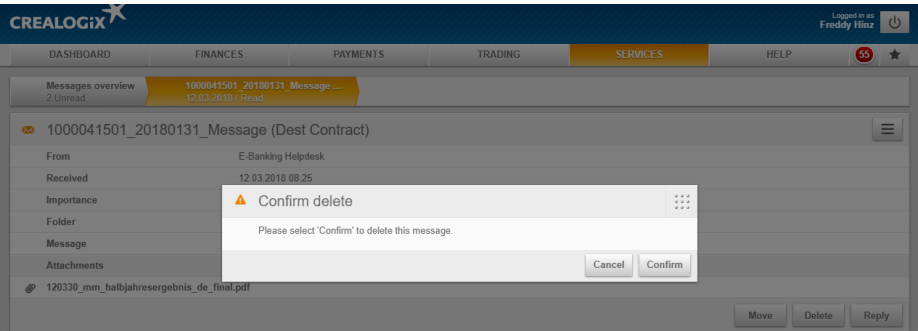 CREALOGiX
Logged in as
Freddy Hinz
DASHBOARD FINANCES PAYMENTS TRADING SERVICES HELP 55
Messages overview
2 Unread
1000041501_20180131_Message ...
12.03.2018 / Read
1000041501_20180131_Message (Dest Contract)
From E-Banking Helpdesk
Received 12.03.2018 08:25
Importance
Folder
Message
Attachments
120330_mm_halbjahresergebnis_de_final.pdf
Confirm delete
Please select 'Confirm' to delete this message.
Cancel Confirm
Move Delete Reply